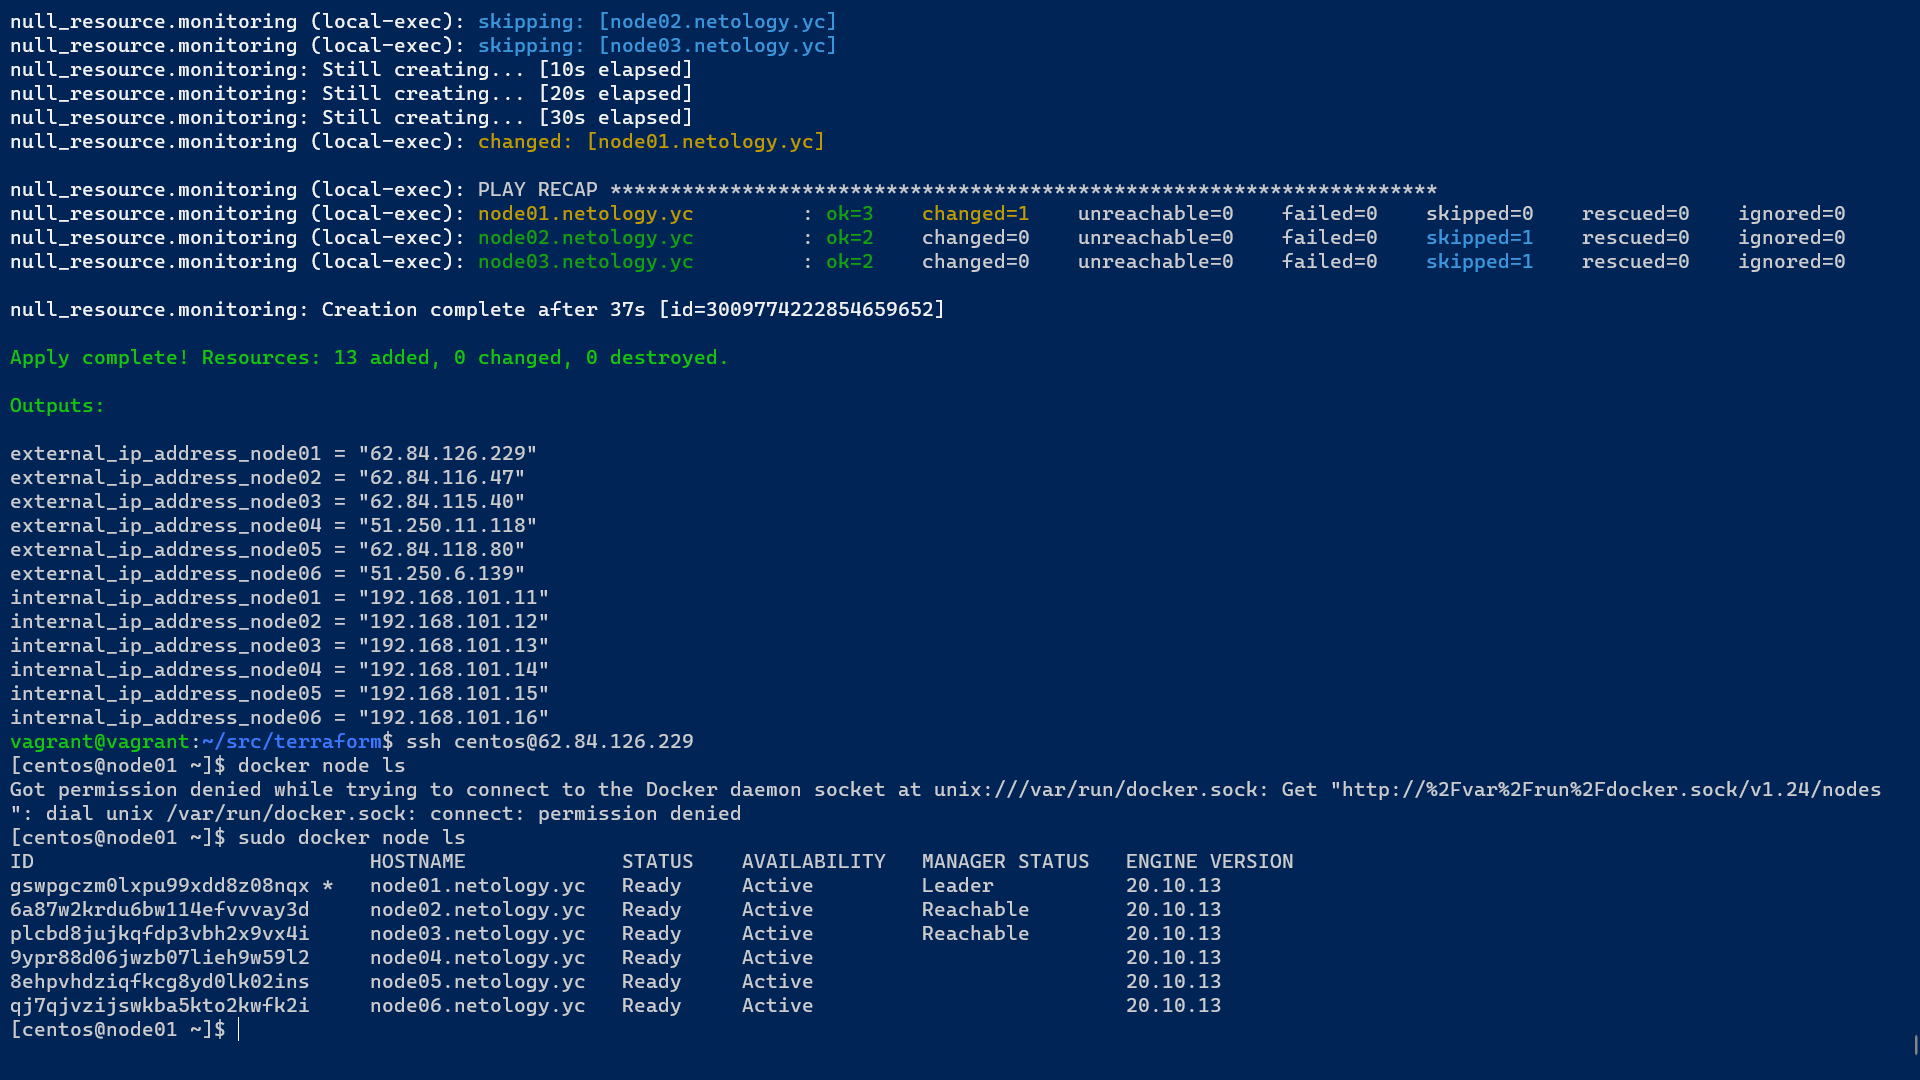 null_resource.monitoring (local-exec): skipping: [node02.netology.yc]
null_resource.monitoring (local-exec): skipping: [node03.netology.yc]
null_resource.monitoring: Still creating... [10s elapsed]
null_resource.monitoring: Still creating... [20s elapsed]
null_resource.monitoring: Still creating... [30s elapsed]
null_resource.monitoring (local-exec): changed: [node01.netology.yc]
null_resource.monitoring (local-exec): PLAY RECAP *********************************************************************
null_resource.monitoring (local-exec): node01.netology.yc         : ok=3    changed=1    unreachable=0    failed=0    skipped=0    rescued=0    ignored=0
null_resource.monitoring (local-exec): node02.netology.yc         : ok=2    changed=0    unreachable=0    failed=0    skipped=1    rescued=0    ignored=0
null_resource.monitoring (local-exec): node03.netology.yc         : ok=2    changed=0    unreachable=0    failed=0    skipped=1    rescued=0    ignored=0
null_resource.monitoring: Creation complete after 37s [id=3009774222854659652]
Apply complete! Resources: 13 added, 0 changed, 0 destroyed.
Outputs:
external_ip_address_node01 = "62.84.126.229"
external_ip_address_node02 = "62.84.116.47"
external_ip_address_node03 = "62.84.115.40"
external_ip_address_node04 = "51.250.11.118"
external_ip_address_node05 = "62.84.118.80"
external_ip_address_node06 = "51.250.6.139"
internal_ip_address_node01 = "192.168.101.11"
internal_ip_address_node02 = "192.168.101.12"
internal_ip_address_node03 = "192.168.101.13"
internal_ip_address_node04 = "192.168.101.14"
internal_ip_address_node05 = "192.168.101.15"
internal_ip_address_node06 = "192.168.101.16"
vagrant@vagrant:~/src/terraform$ ssh centos@62.84.126.229
[centos@node01 ~]$ docker node ls
Got permission denied while trying to connect to the Docker daemon socket at unix:///var/run/docker.sock: Get "http://%2Fvar%2Frun%2Fdocker.sock/v1.24/nodes
": dial unix /var/run/docker.sock: connect: permission denied
[centos@node01 ~]$ sudo docker node ls
ID                            HOSTNAME             STATUS    AVAILABILITY   MANAGER STATUS   ENGINE VERSION
gswpgczm0lxpu99xdd8z08nqx *   node01.netology.yc   Ready     Active         Leader           20.10.13
6a87w2krdu6bw114efvvvay3d     node02.netology.yc   Ready     Active         Reachable        20.10.13
plcbd8jujkqfdp3vbh2x9vx4i     node03.netology.yc   Ready     Active         Reachable        20.10.13
9ypr88d06jwzb07lieh9w59l2     node04.netology.yc   Ready     Active                          20.10.13
8ehpvhdziqfkcg8yd0lk02ins     node05.netology.yc   Ready     Active                          20.10.13
qj7qjvzijswkba5kto2kwfk2i     node06.netology.yc   Ready     Active                          20.10.13
[centos@node01 ~]$